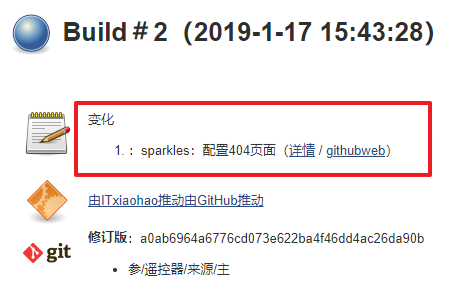 Build＃2（2019-1-17 15:43:28）
变化
1. ：sparkles：配置404页面（详情 / githubweb）
由ITxiaohao推动由GitHub推动
git
修订版：a0ab6964a6776cd073e622ba4f46dd4ac26da90b
• 参/遥控器/来源/主